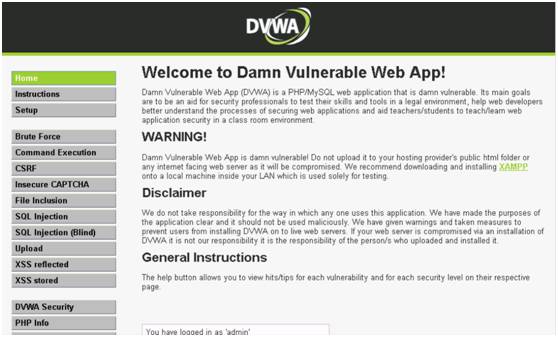 DVWA
Home
Instructions
Setup
Brute Force
Command Execution
CSRF
Insecure CAPTCHA
File Inclusion
SQL Injection
SQL Injection (Blind)
Upload
XSS reflected
XSS stored
DVWA Security
PHP Info
Welcome to Damn Vulnerable Web App!
Damn Vulnerable Web App (DVWA) is a PHP/MySQL web application that is damn vulnerable. Its main goals
are to be an aid for security professionals to test their skills and tools in a legal environment, help web developers
better understand the processes of securing web applications and aid teachers/students to teach/learn web
application security in a class room environment.
WARNING!
Damn Vulnerable Web App is damn vulnerable! Do not upload it to your hosting provider's public html folder or
any internet facing web server as it will be compromised. We recommend downloading and installing XAMPP
onto a local machine inside your LAN which is used solely for testing.
Disclaimer
We do not take responsibility for the way in which any one uses this application. We have made the purposes of
the application clear and it should not be used maliciously. We have given warnings and taken measures to
prevent users from installing DVWA on to live web servers. If your web server is compromised via an installation of
DVWA it is not our responsibility it is the responsibility of the person/s who uploaded and installed it.
General Instructions
The help button allows you to view hits/tips for each vulnerability and for each security level on their respective
page.
You have logged in as 'admin'